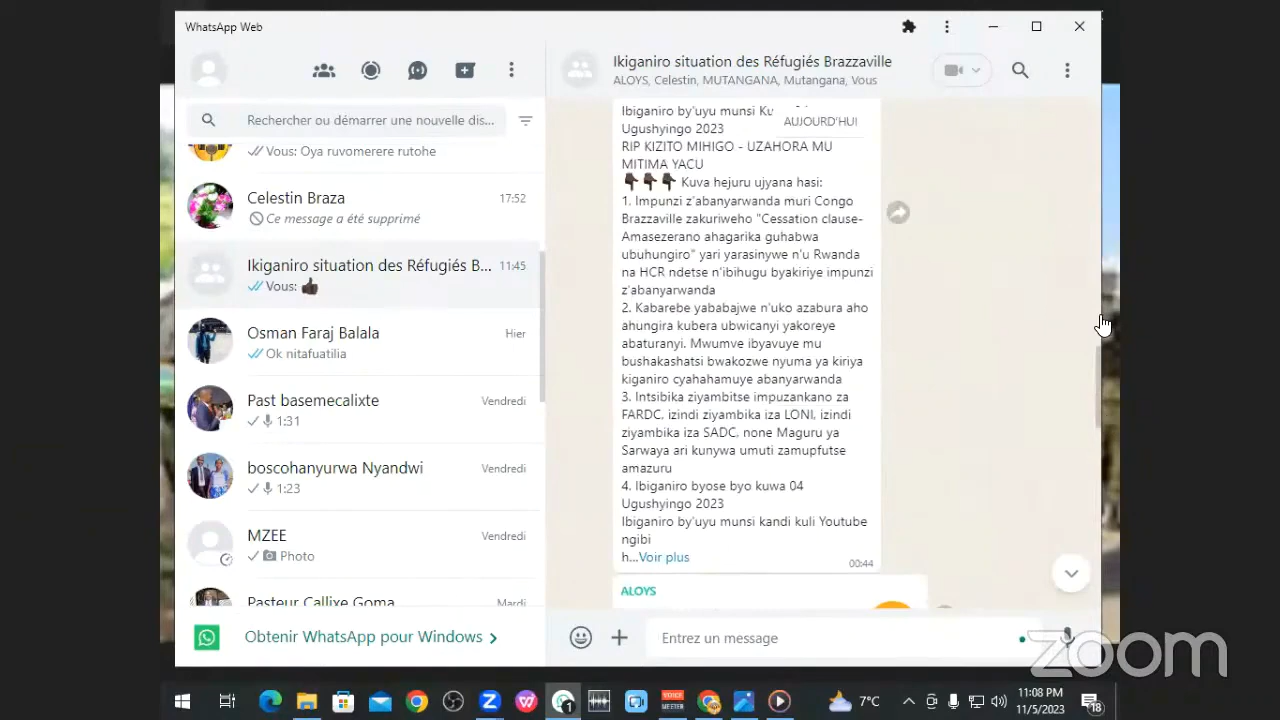 WhatsApp Web
Rechercher ou démarrer une nouvelle dis...
Vous: Oya ruvomerere rutohe
Celestin Braza
17:52
Ce message a été supprimé
Ikiganiro situation des Réfugiés B...
11:45
Vous:
Osman Faraj Balala
Hier
Ok nitafuatilia
Past basemecalixte
Vendredi
1:31
boscohanyurwa Nyandwi
Vendredi
1:23
MZEE
Vendredi
Photo
Pasteur Callixe Goma
Mardi
Obtenir WhatsApp pour Windows
Ikiganiro situation des Réfugiés Brazzaville
ALOYS, Celestin, MUTANGANA, Mutangana, Vous
AUJOURD'HUI
Ibiganiro by'uyu munsi Ku
Ugushyingo 2023
RIP KIZITO MIHIGO - UZAHORA MU
MITIMA YACU
Kuva hejuru ujyana hasi:
1. Impunzi z'abanyarwanda muri Congo
Brazzaville zakuriweho "Cessation clause-
Amasezerano ahagarika guhabwa
ubuhungiro" yari yarasinywe n'u Rwanda
na HCR ndetse n'ibihugu byakiriye impunzi
z'abanyarwanda
2. Kabarebe yababajwe n'uko azabura aho
ahungira kubera ubwicanyi yakoreye
abaturanyi. Mwumve ibyavuye mu
bushakashatsi bwakozwe nyuma ya kiriya
kiganiro cyahahamuye abanyarwanda
3. Intsibika ziyambitse impuzankano za
FARDC, izindi ziyambika iza LONI, izindi
ziyambika iza SADC, none Maguru ya
Sarwaya ari kunywa umuti zamupfutse
amazuru
4. Ibiganiro byose byo kuwa 04
Ugushyingo 2023
Ibiganiro by'uyu munsi kandi kuli Youtube
ngibi
h...Voir plus
00:44
ALOYS
Entrez un message
zoom
7°C
11:08 PM
11/5/2023
18